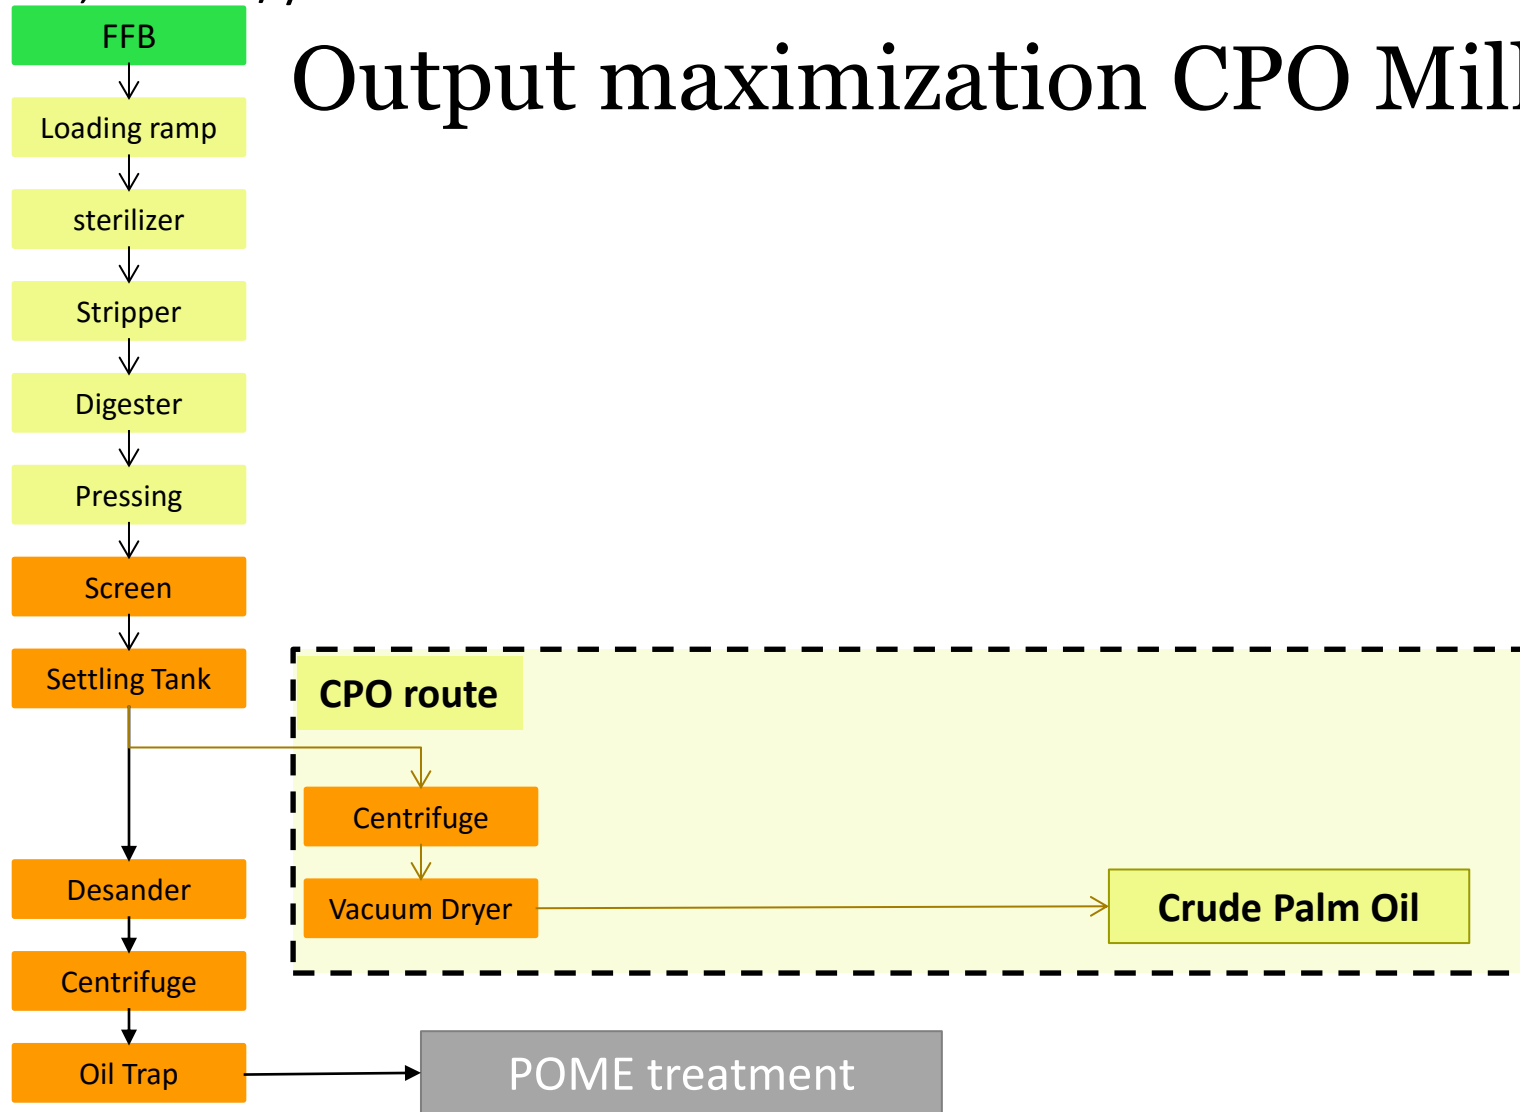 FFB
Output maximization CPO Mill
Loading ramp
sterilizer
Stripper
Digester
Pressing
Screen
Settling Tank
CPO route
Centrifuge
Desander
Vacuum Dryer
Crude Palm Oil
Centrifuge
Oil Trap
POME treatment